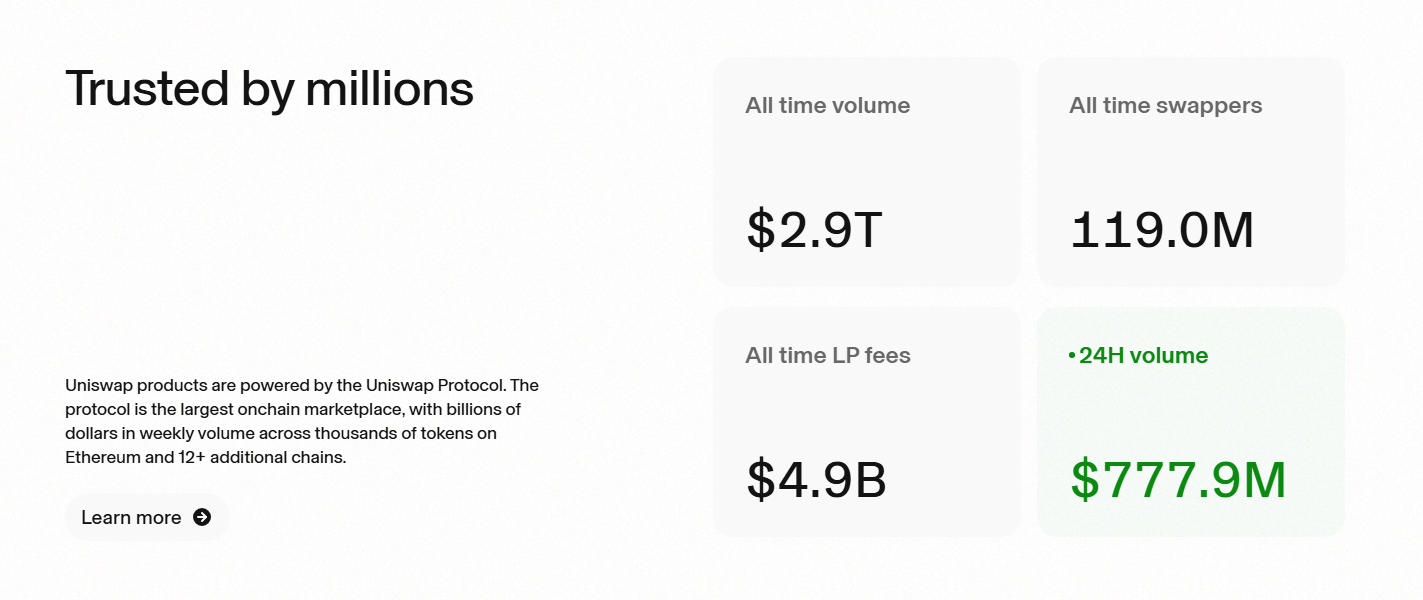 Trusted by millions
Uniswap products are powered by the Uniswap Protocol. The
protocol is the largest onchain marketplace, with billions of
dollars in weekly volume across thousands of tokens on
Ethereum and 12+ additional chains.
Learn more
All time volume
$2.9T
All time swappers
119.0M
All time LP fees
$4.9B
24H volume
$777.9M